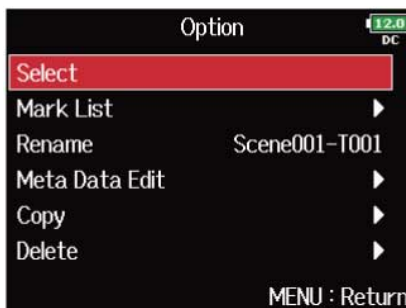 Option
12.0
DC
Select
Mark List
Rename Scene001-T001
Meta Data Edit
Copy
Delete
MENU : Return